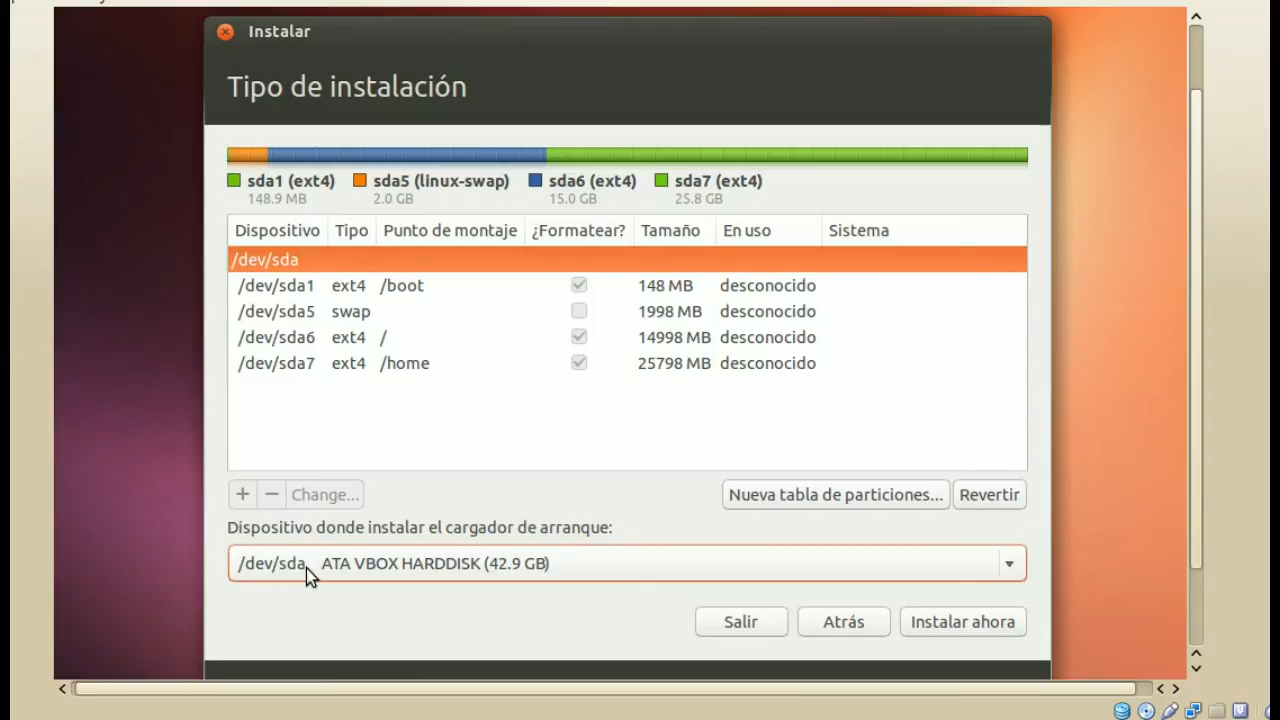 Instalar
Tipo de instalación
sda1 (ext4) sda5 (linux-swap) sda6 (ext4) sda7 (ext4)
148.9 MB 2.0 GB 15.0 GB 25.8 GB
Dispositivo Tipo Punto de montaje ¿Formatear? Tamaño En uso Sistema
/dev/sda
/dev/sda1 ext4 /boot 148 MB desconocido
/dev/sda5 swap 1998 MB desconocido
/dev/sda6 ext4 / 14998 MB desconocido
/dev/sda7 ext4 /home 25798 MB desconocido
+ − Change... Nueva tabla de particiones... Revertir
Dispositivo donde instalar el cargador de arranque:
/dev/sda ATA VBOX HARDDISK (42.9 GB)
Salir Atrás Instalar ahora